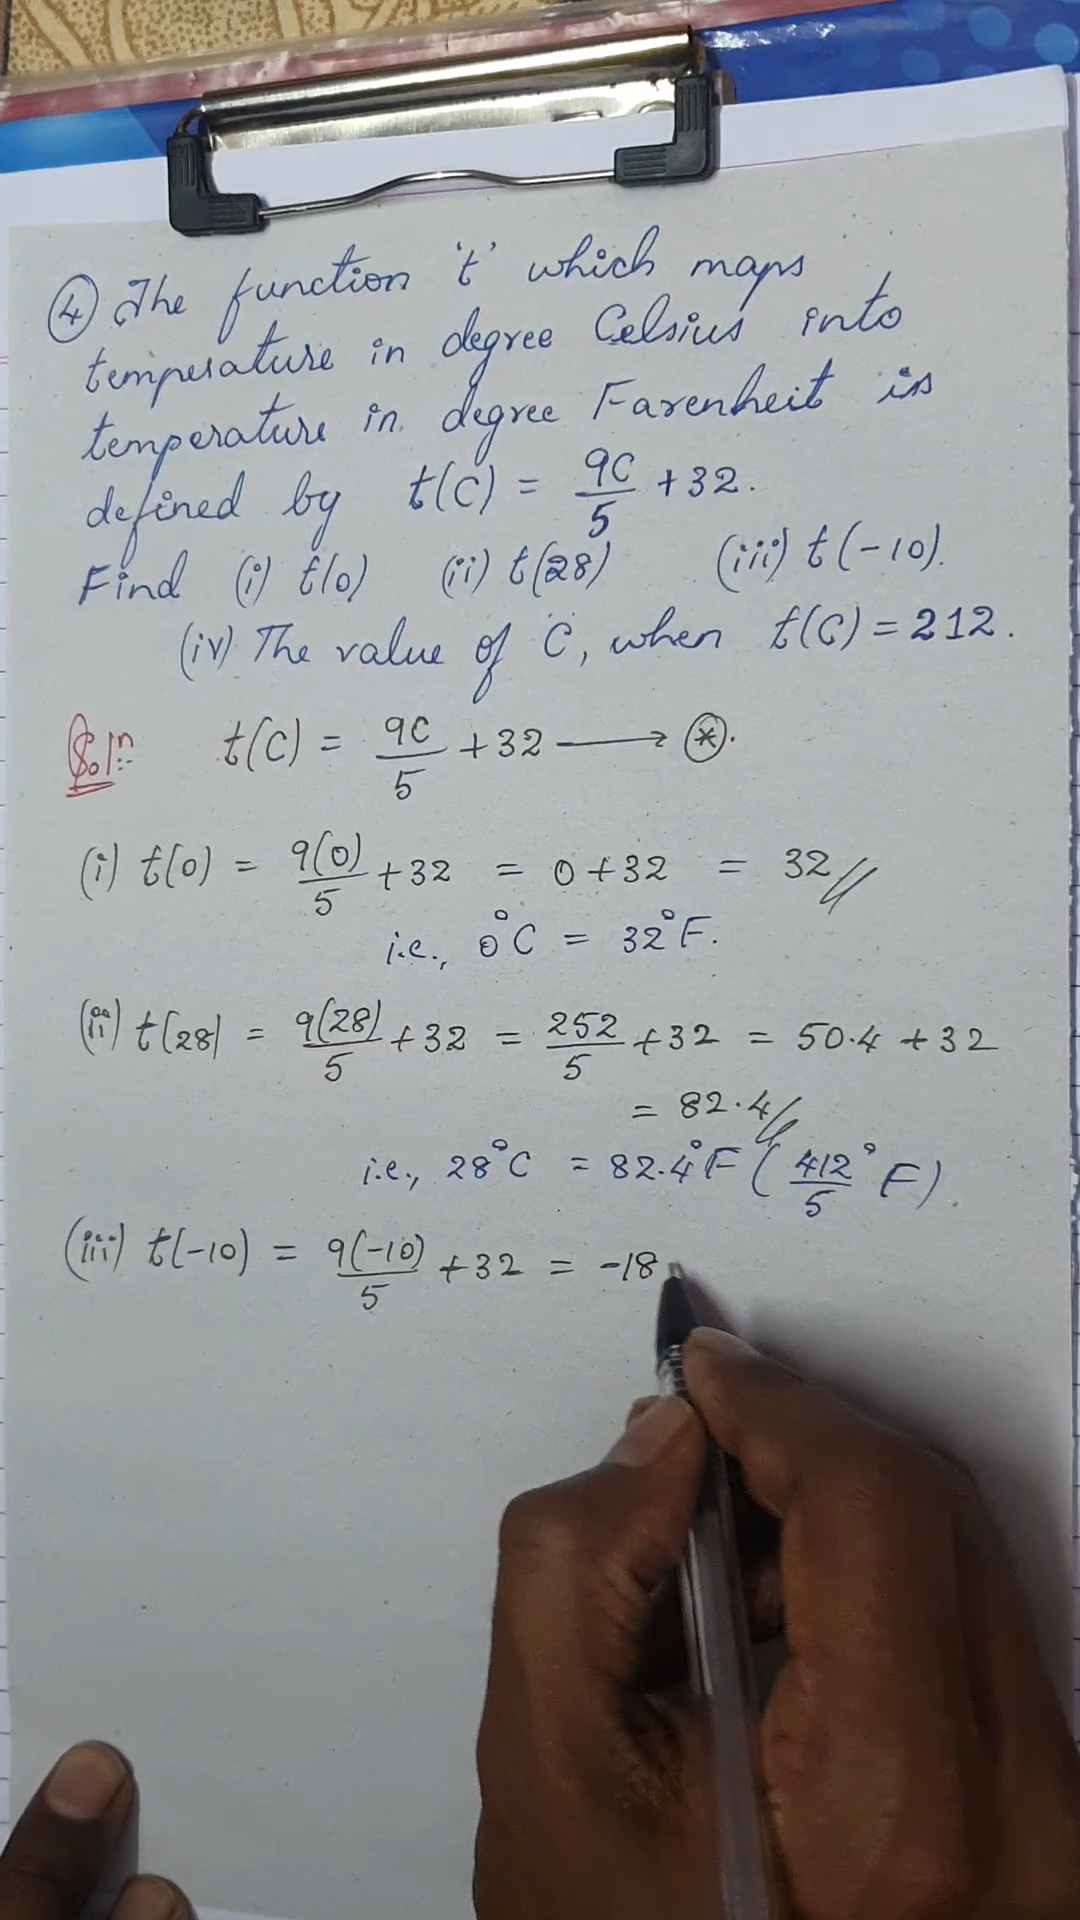 ④ The function 't' which maps
temperature in degree Celsius into
temperature in degree Farenheit is
defined by t(C) = 9C/5 + 32.
Find (i) t(0) (ii) t(28) (iii) t(-10).
(iv) The value of C, when t(C) = 212.
Soln: t(C) = 9C/5 + 32 ⟶ ⊛.
(i) t(0) = 9(0)/5 + 32 = 0 + 32 = 32//
i.e., 0°C = 32°F.
(ii) t(28) = 9(28)/5 + 32 = 252/5 + 32 = 50.4 + 32
= 82.4//
i.e., 28°C = 82.4°F (412/5 °F).
(iii) t(-10) = 9(-10)/5 + 32 = -18